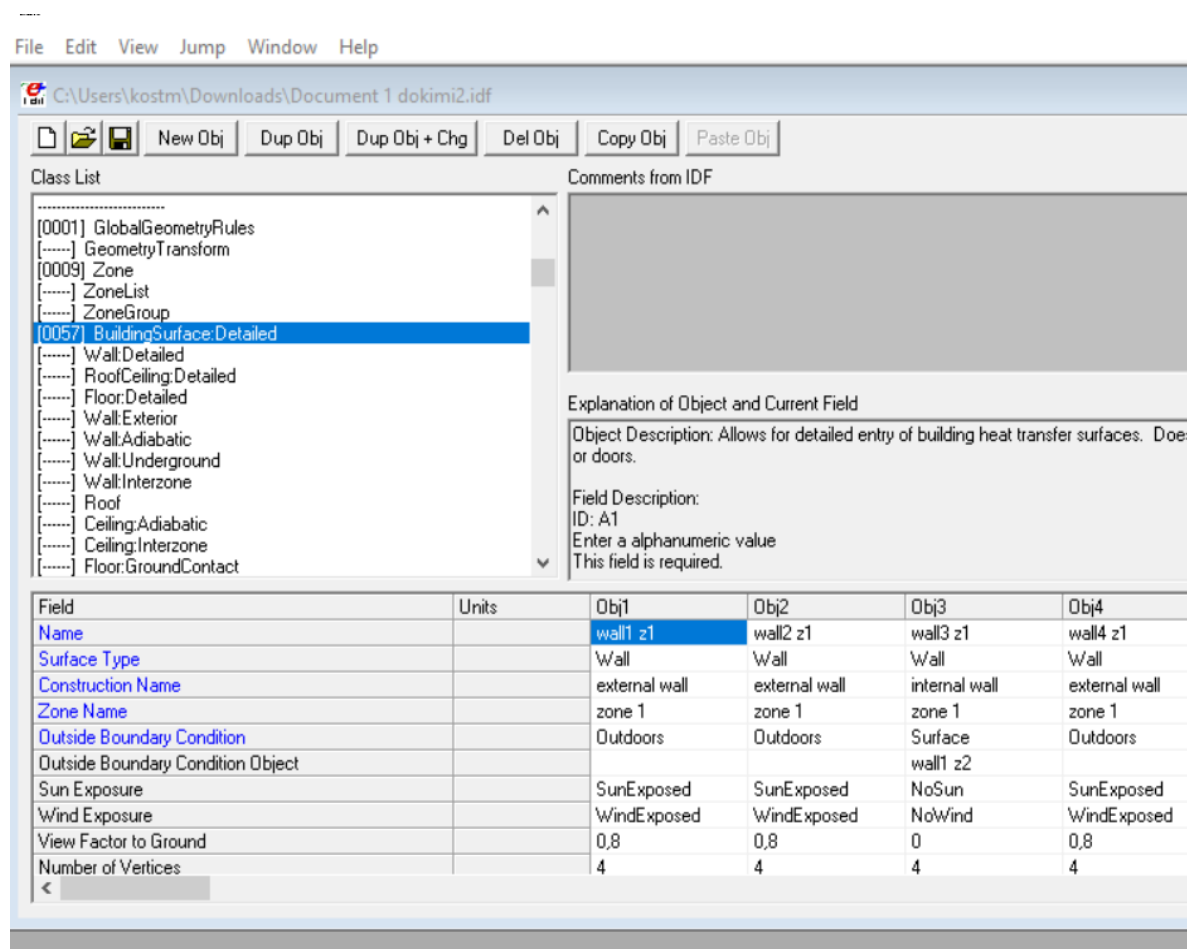 File Edit View Jump Window Help
C:\Users\kostm\Downloads\Document 1 dokimi2.idf
New Obj Dup Obj Dup Obj + Chg Del Obj Copy Obj Paste Obj
Class List
[0001] GlobalGeometryRules
[------] GeometryTransform
[0009] Zone
[------] ZoneList
[------] ZoneGroup
[0057] BuildingSurface:Detailed
[------] Wall:Detailed
[------] RoofCeiling:Detailed
[------] Floor:Detailed
[------] Wall:Exterior
[------] Wall:Adiabatic
[------] Wall:Underground
[------] Wall:Interzone
[------] Roof
[------] Ceiling:Adiabatic
[------] Ceiling:Interzone
[------] Floor:GroundContact
Comments from IDF
Explanation of Object and Current Field
Object Description: Allows for detailed entry of building heat transfer surfaces. Does
or doors.
Field Description:
ID: A1
Enter a alphanumeric value
This field is required.
Field Units Obj1 Obj2 Obj3 Obj4
Name wall1 z1 wall2 z1 wall3 z1 wall4 z1
Surface Type Wall Wall Wall Wall
Construction Name external wall external wall internal wall external wall
Zone Name zone 1 zone 1 zone 1 zone 1
Outside Boundary Condition Outdoors Outdoors Surface Outdoors
Outside Boundary Condition Object wall1 z2
Sun Exposure SunExposed SunExposed NoSun SunExposed
Wind Exposure WindExposed WindExposed NoWind WindExposed
View Factor to Ground 0,8 0,8 0 0,8
Number of Vertices 4 4 4 4